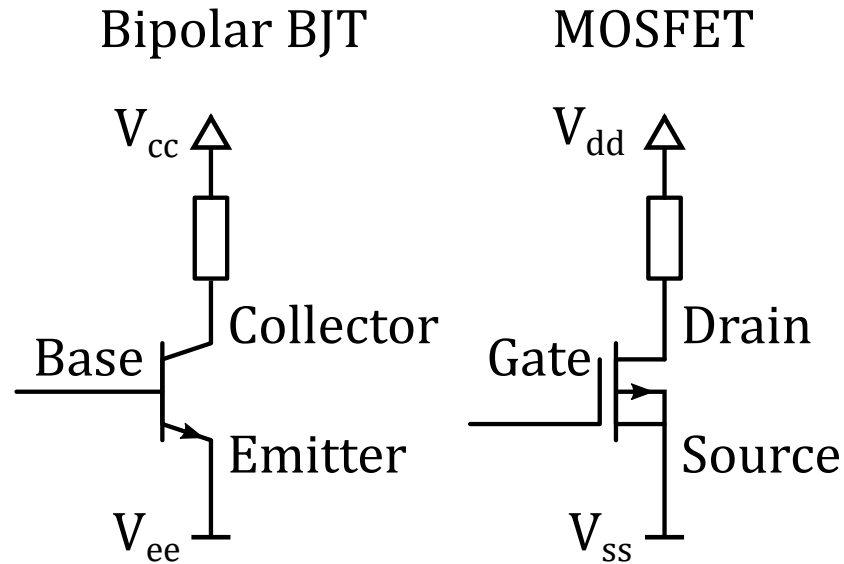 Bipolar BJT
MOSFET
Vcc
Vdd
Collector
Drain
Base
Gate
Emitter
Source
Vee
Vss